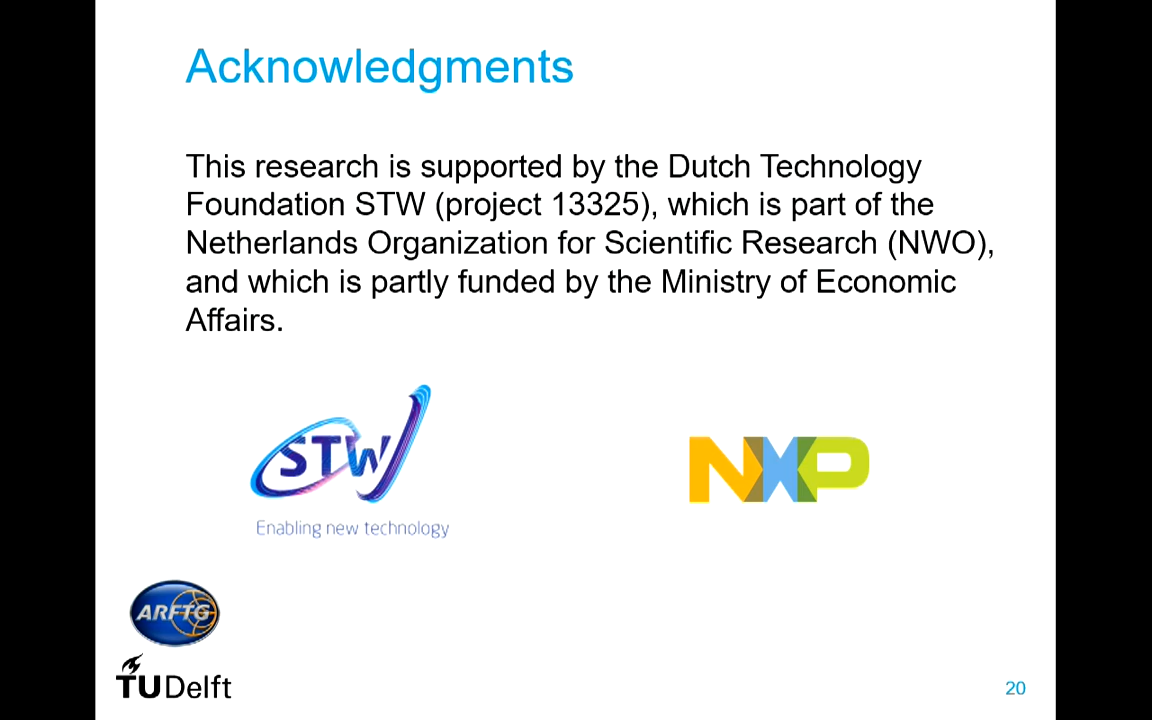 Acknowledgments
This research is supported by the Dutch Technology
Foundation STW (project 13325), which is part of the
Netherlands Organization for Scientific Research (NWO),
and which is partly funded by the Ministry of Economic
Affairs.
STW
Enabling new technology
NXP
ARFTG
TUDelft
20